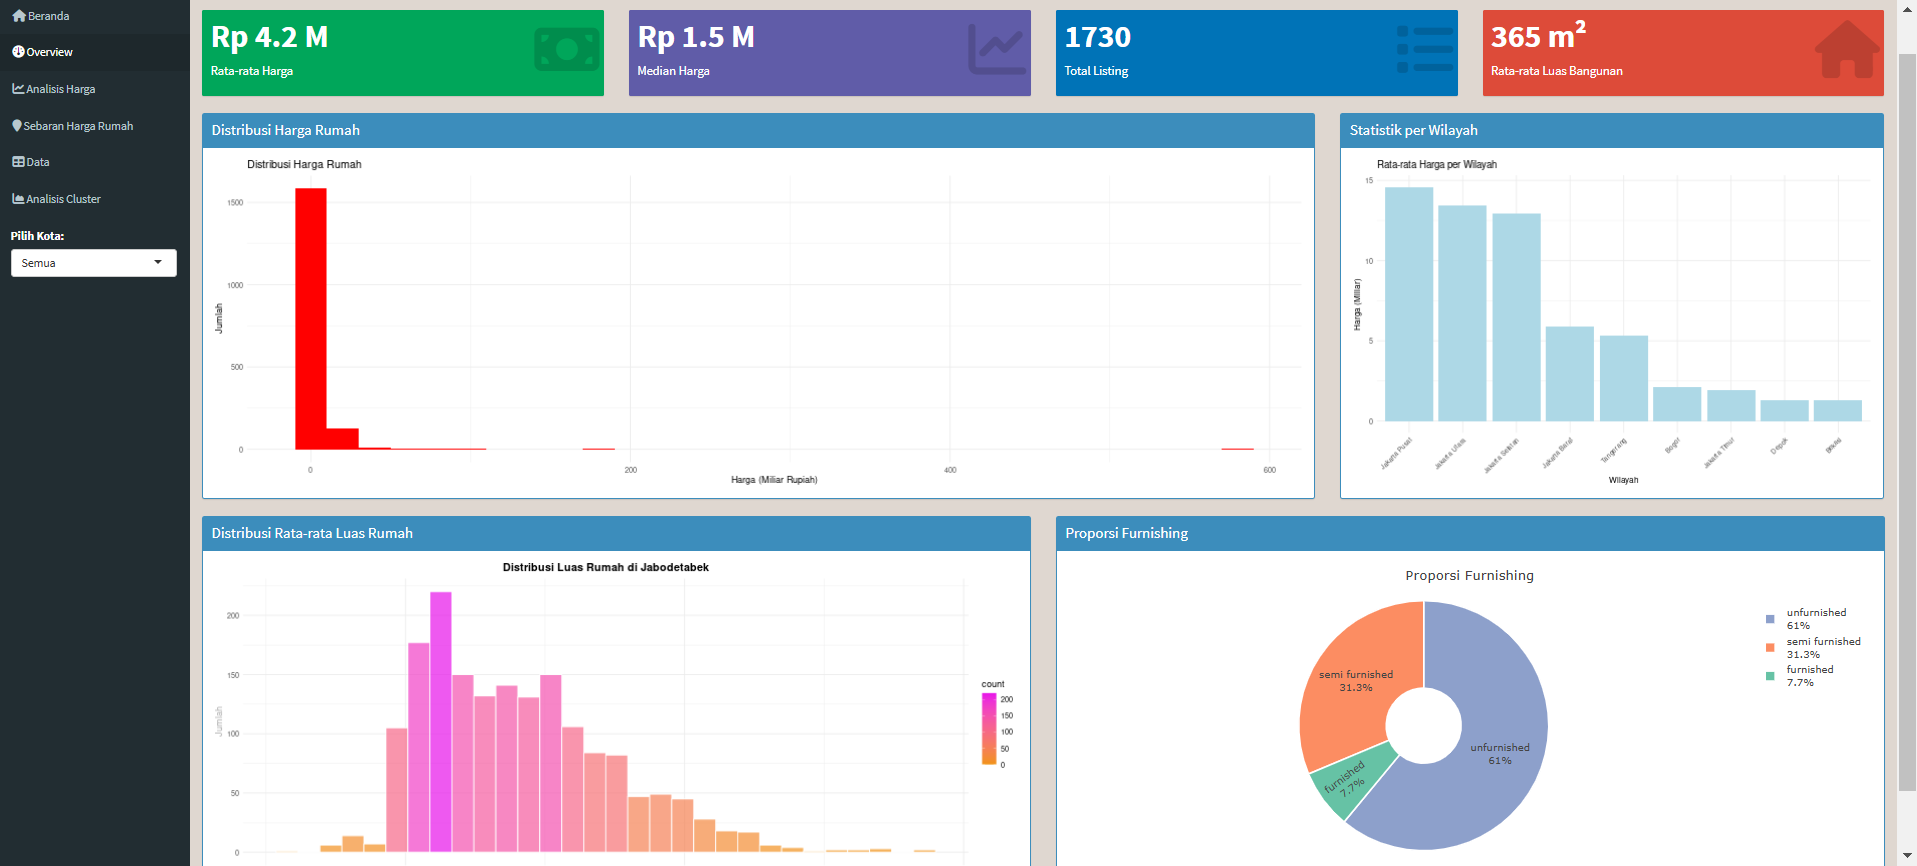 Beranda
Overview
Analisis Harga
Sebaran Harga Rumah
Data
Analisis Cluster
Pilih Kota:
Semua
Rp 4.2 M
Rata-rata Harga
Rp 1.5 M
Median Harga
1730
Total Listing
365 m²
Rata-rata Luas Bangunan
Distribusi Harga Rumah
Distribusi Harga Rumah
1500
1000
500
0
Jumlah
0
200
400
600
Harga (Miliar Rupiah)
Statistik per Wilayah
Rata-rata Harga per Wilayah
15
10
5
0
Harga (Miliar)
Jakarta Pusat
Jakarta Utara
Jakarta Selatan
Jakarta Barat
Tangerang
Bogor
Jakarta Timur
Depok
Bekasi
Wilayah
Distribusi Rata-rata Luas Rumah
Distribusi Luas Rumah di Jabodetabek
200
150
100
50
0
Jumlah
count
200
150
100
50
0
Proporsi Furnishing
Proporsi Furnishing
semi furnished
31.3%
furnished
7.7%
unfurnished
61%
unfurnished
61%
semi furnished
31.3%
furnished
7.7%